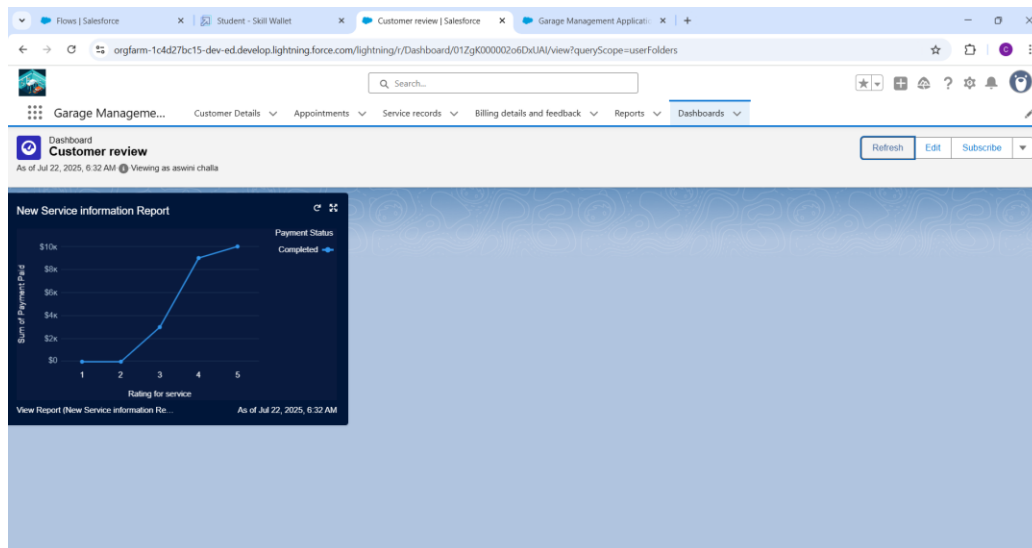 Flows | Salesforce
Student - Skill Wallet
Customer review | Salesforce
Garage Management Applicatio
orgfarm-1c4d27bc15-dev-ed.develop.lightning.force.com/lightning/r/Dashboard/01ZgK000002o6DxUAI/view?queryScope=userFolders
C
Search...
Garage Manageme...
Customer Details
Appointments
Service records
Billing details and feedback
Reports
Dashboards
Dashboard
Customer review
As of Jul 22, 2025, 6:32 AM Viewing as aswini challa
Refresh
Edit
Subscribe
New Service information Report
Payment Status
Completed
Sum of Payment Paid
$10K
$8K
$6K
$4K
$2K
$0
1 2 3 4 5
Rating for service
View Report (New Service information Re...
As of Jul 22, 2025, 6:32 AM